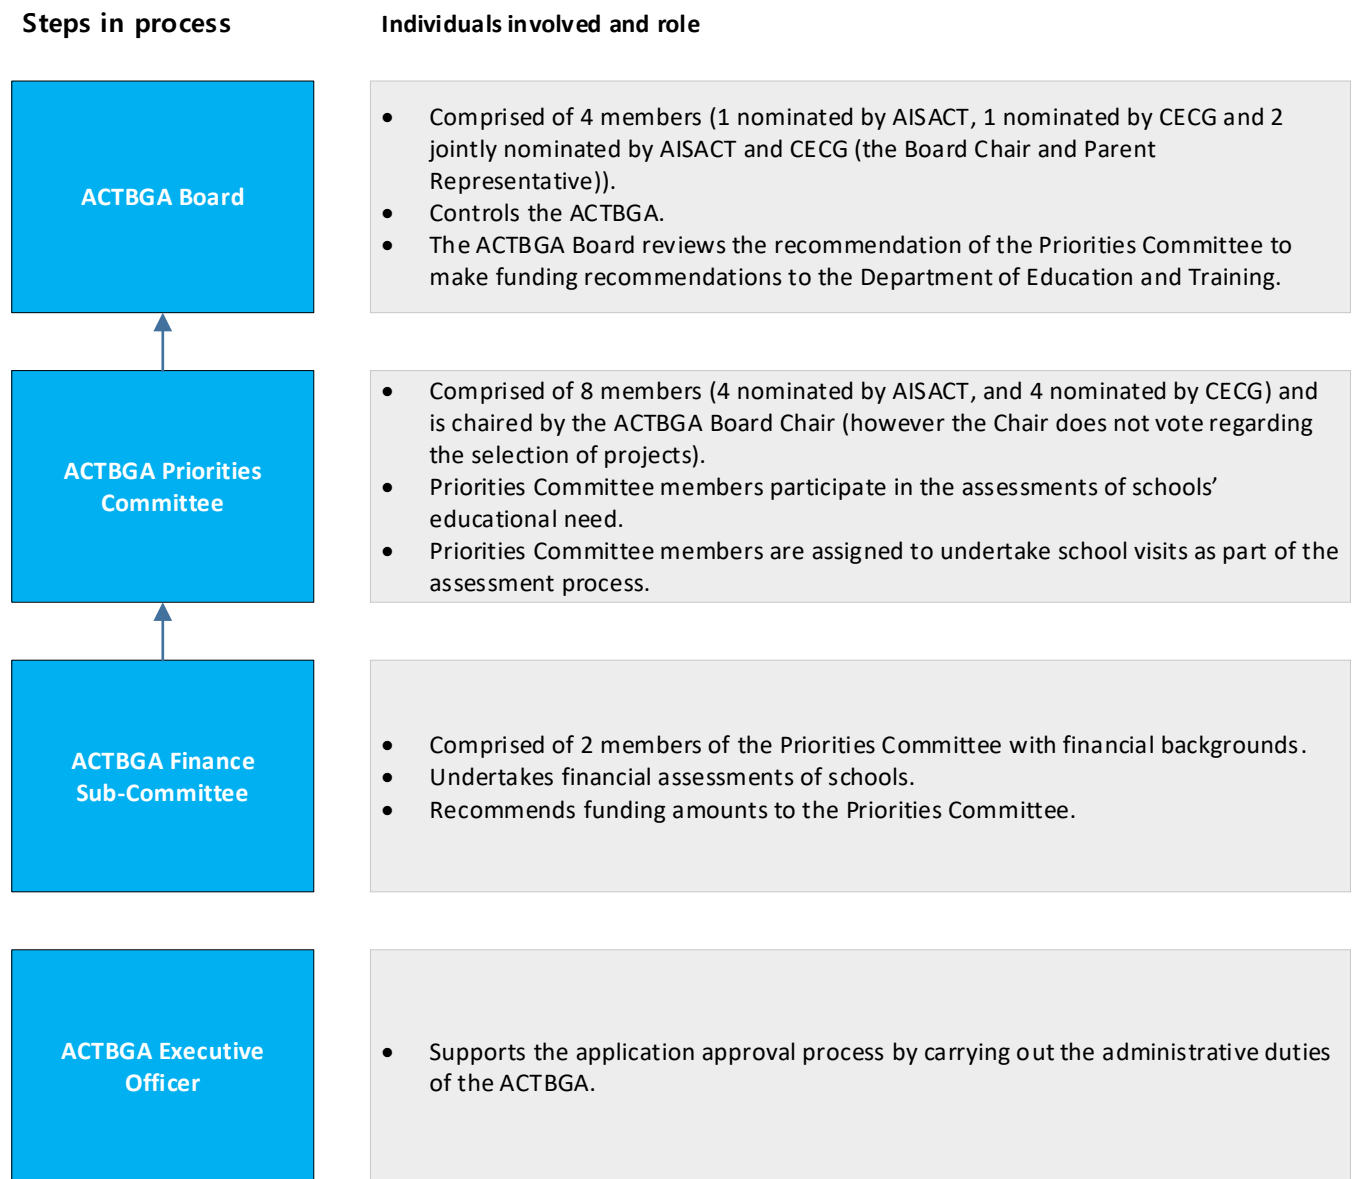 Steps in process
Individuals involved and role
ACTBGA Board
• Comprised of 4 members (1 nominated by AISACT, 1 nominated by CECG and 2
jointly nominated by AISACT and CECG (the Board Chair and Parent
Representative)).
• Controls the ACTBGA.
• The ACTBGA Board reviews the recommendation of the Priorities Committee to
make funding recommendations to the Department of Education and Training.
ACTBGA Priorities
Committee
• Comprised of 8 members (4 nominated by AISACT, and 4 nominated by CECG) and
is chaired by the ACTBGA Board Chair (however the Chair does not vote regarding
the selection of projects).
• Priorities Committee members participate in the assessments of schools’
educational need.
• Priorities Committee members are assigned to undertake school visits as part of the
assessment process.
ACTBGA Finance
Sub-Committee
• Comprised of 2 members of the Priorities Committee with financial backgrounds.
• Undertakes financial assessments of schools.
• Recommends funding amounts to the Priorities Committee.
ACTBGA Executive
Officer
• Supports the application approval process by carrying out the administrative duties
of the ACTBGA.